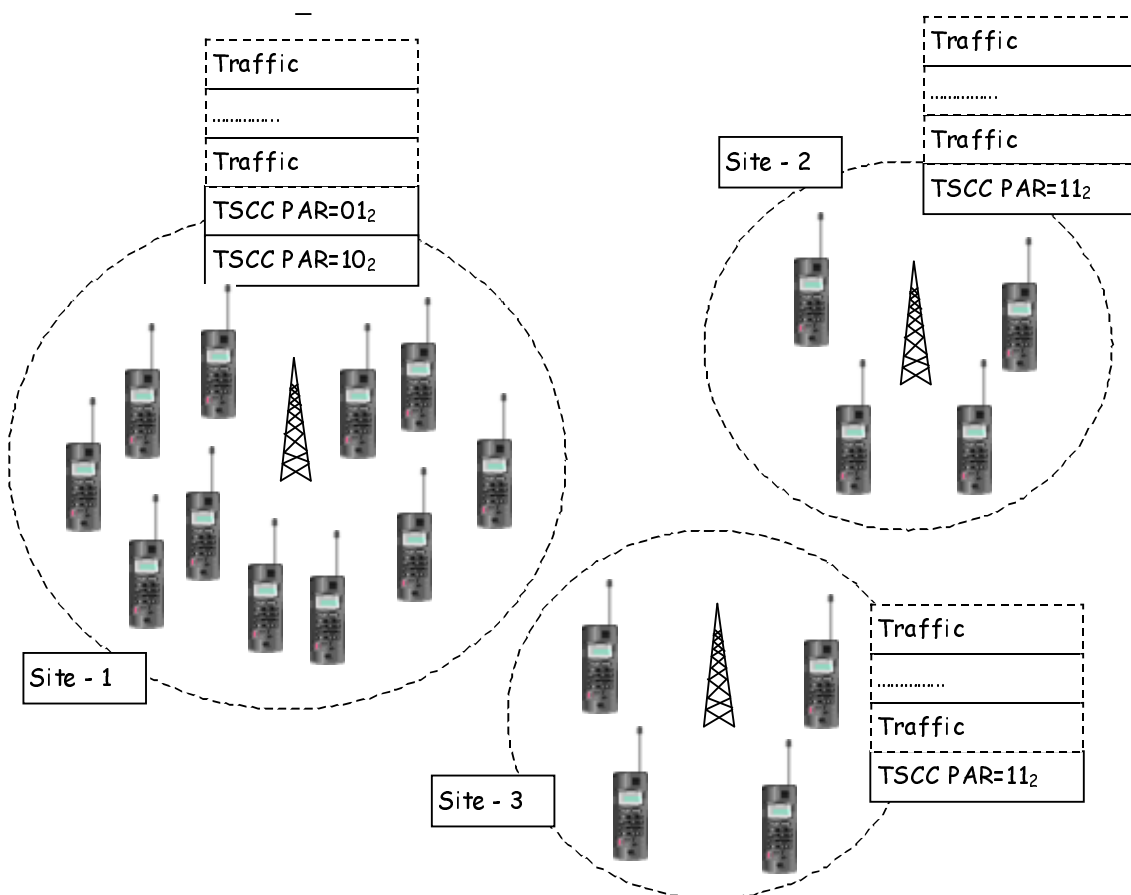 Traffic
……………
Traffic
TSCC PAR=01₂
TSCC PAR=10₂
Site - 1
Traffic
……………
Traffic
TSCC PAR=11₂
Site - 2
Traffic
……………
Traffic
TSCC PAR=11₂
Site - 3